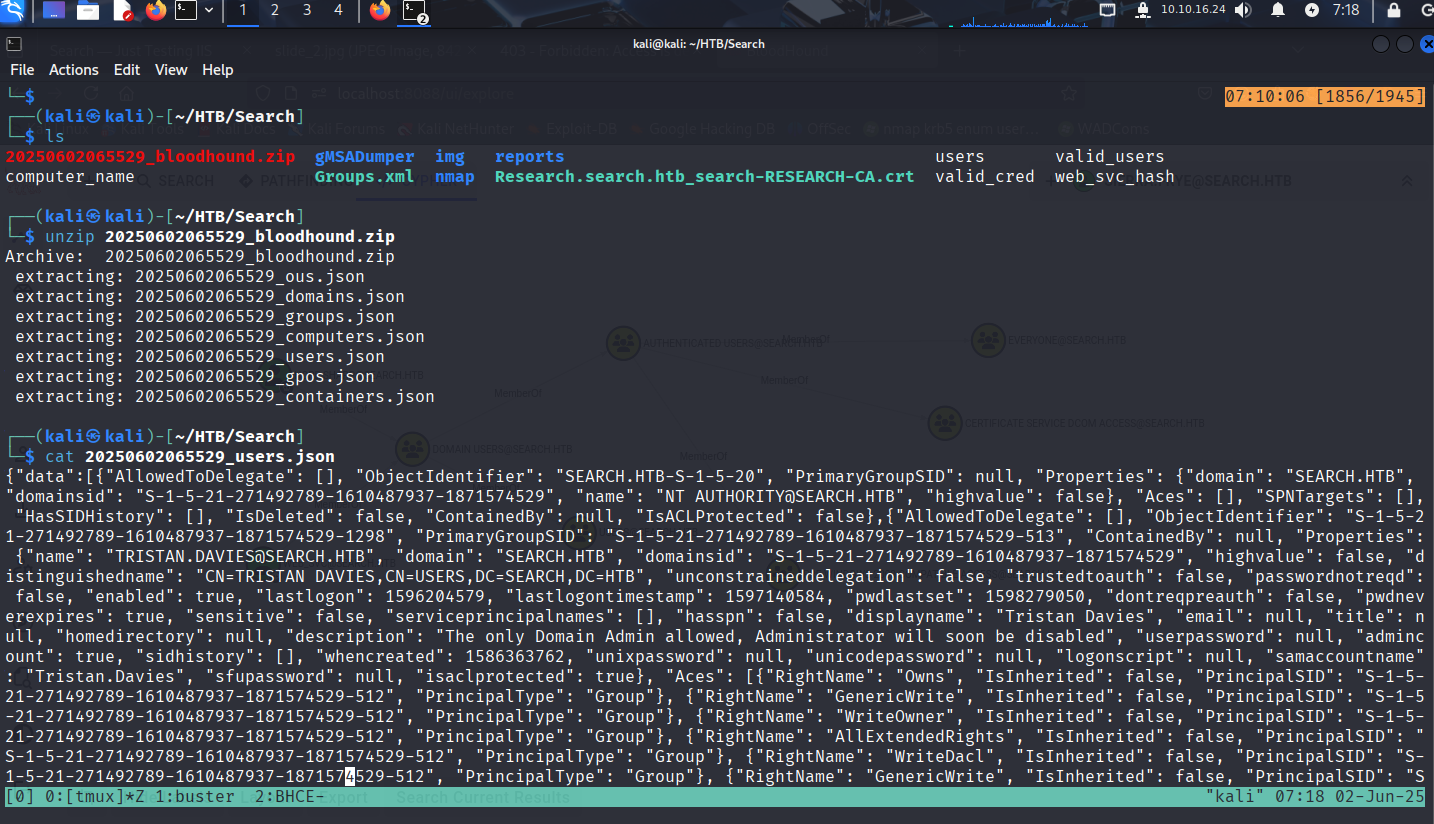 1 2 3 4 2 10.10.16.24 7:18
kali@kali: ~/HTB/Search
File Actions Edit View Help
└─$ 07:10:06 [1856/1945]
┌──(kali㉿kali)-[~/HTB/Search]
└─$ ls
20250602065529_bloodhound.zip gMSADumper img reports users valid_users
computer_name Groups.xml nmap Research.search.htb_search-RESEARCH-CA.crt valid_cred web_svc_hash
┌──(kali㉿kali)-[~/HTB/Search]
└─$ unzip 20250602065529_bloodhound.zip
Archive:  20250602065529_bloodhound.zip
 extracting: 20250602065529_ous.json
 extracting: 20250602065529_domains.json
 extracting: 20250602065529_groups.json
 extracting: 20250602065529_computers.json
 extracting: 20250602065529_users.json
 extracting: 20250602065529_gpos.json
 extracting: 20250602065529_containers.json
┌──(kali㉿kali)-[~/HTB/Search]
└─$ cat 20250602065529_users.json
{"data":[{"AllowedToDelegate": [], "ObjectIdentifier": "SEARCH.HTB-S-1-5-20", "PrimaryGroupSID": null, "Properties": {"domain": "SEARCH.HTB",
"domainsid": "S-1-5-21-271492789-1610487937-1871574529", "name": "NT AUTHORITY@SEARCH.HTB", "highvalue": false}, "Aces": [], "SPNTargets": [],
"HasSIDHistory": [], "IsDeleted": false, "ContainedBy": null, "IsACLProtected": false},{"AllowedToDelegate": [], "ObjectIdentifier": "S-1-5-2
1-271492789-1610487937-1871574529-1298", "PrimaryGroupSID": "S-1-5-21-271492789-1610487937-1871574529-513", "ContainedBy": null, "Properties":
{"name": "TRISTAN.DAVIES@SEARCH.HTB", "domain": "SEARCH.HTB", "domainsid": "S-1-5-21-271492789-1610487937-1871574529", "highvalue": false, "d
istinguishedname": "CN=TRISTAN DAVIES,CN=USERS,DC=SEARCH,DC=HTB", "unconstraineddelegation": false, "trustedtoauth": false, "passwordnotreqd":
false, "enabled": true, "lastlogon": 1596204579, "lastlogontimestamp": 1597140584, "pwdlastset": 1598279050, "dontreqpreauth": false, "pwdnev
erexpires": true, "sensitive": false, "serviceprincipalnames": [], "hasspn": false, "displayname": "Tristan Davies", "email": null, "title": n
ull, "homedirectory": null, "description": "The only Domain Admin allowed, Administrator will soon be disabled", "userpassword": null, "adminc
ount": true, "sidhistory": [], "whencreated": 1586363762, "unixpassword": null, "unicodepassword": null, "logonscript": null, "samaccountname"
: "Tristan.Davies", "sfupassword": null, "isaclprotected": true}, "Aces": [{"RightName": "Owns", "IsInherited": false, "PrincipalSID": "S-1-5-
21-271492789-1610487937-1871574529-512", "PrincipalType": "Group"}, {"RightName": "GenericWrite", "IsInherited": false, "PrincipalSID": "S-1-5
-21-271492789-1610487937-1871574529-512", "PrincipalType": "Group"}, {"RightName": "WriteOwner", "IsInherited": false, "PrincipalSID": "S-1-5-
21-271492789-1610487937-1871574529-512", "PrincipalType": "Group"}, {"RightName": "AllExtendedRights", "IsInherited": false, "PrincipalSID": "
S-1-5-21-271492789-1610487937-1871574529-512", "PrincipalType": "Group"}, {"RightName": "WriteDacl", "IsInherited": false, "PrincipalSID": "S-
1-5-21-271492789-1610487937-1871574529-512", "PrincipalType": "Group"}, {"RightName": "GenericWrite", "IsInherited": false, "PrincipalSID": "S
[0] 0:[tmux]*Z 1:buster 2:BHCE- "kali" 07:18 02-Jun-25